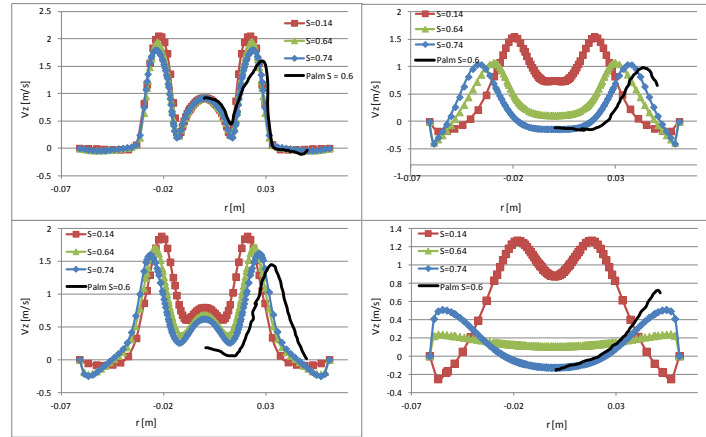 2.5
2
1.5
1
0.5
0
-0.5
Vz [m/s]
-0.07
-0.02
0.03
r [m]
S=0.14
S=0.64
S=0.74
Palm S = 0.6
2
1.5
1
0.5
0
-0.5
-1
Vz [m/s]
-0.07
-0.02
0.03
r [m]
S=0.14
S=0.64
S=0.74
Palm S=0.6
2.5
2
1.5
1
0.5
0
-0.5
Vz [m/s]
-0.07
-0.02
0.03
r [m]
S=0.14
S=0.64
S=0.74
Palm S=0.6
1.4
1.2
1
0.8
0.6
0.4
0.2
0
-0.2
-0.4
Vz [m/s]
-0.07
-0.02
0.03
r [m]
S=0.14
S=0.64
S=0.74
Palm S=0.6